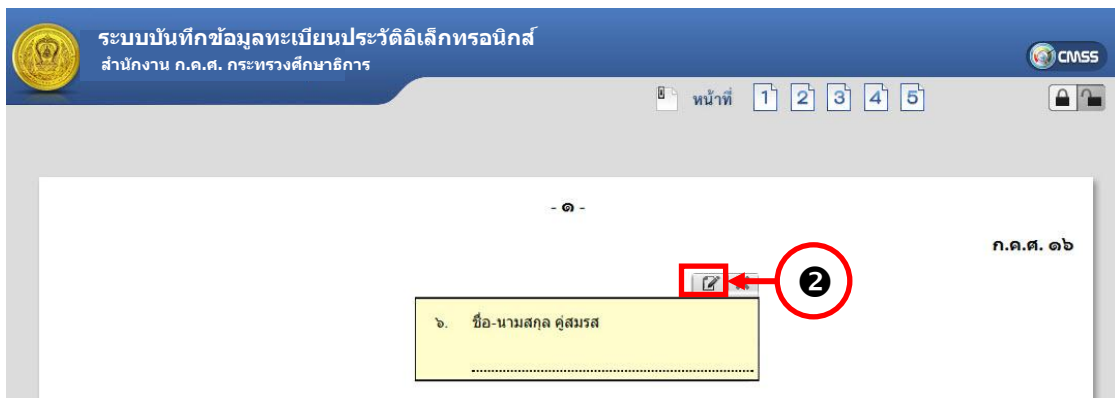 ระบบบันทึกข้อมูลทะเบียนประวัติอิเล็กทรอนิกส์
สำนักงาน ก.ค.ศ. กระทรวงศึกษาธิการ
CMSS
หน้าที่ 1 2 3 4 5
- ๑ -
ก.ค.ศ. ๑๖
❷
๖. ชื่อ-นามสกุล คู่สมรส